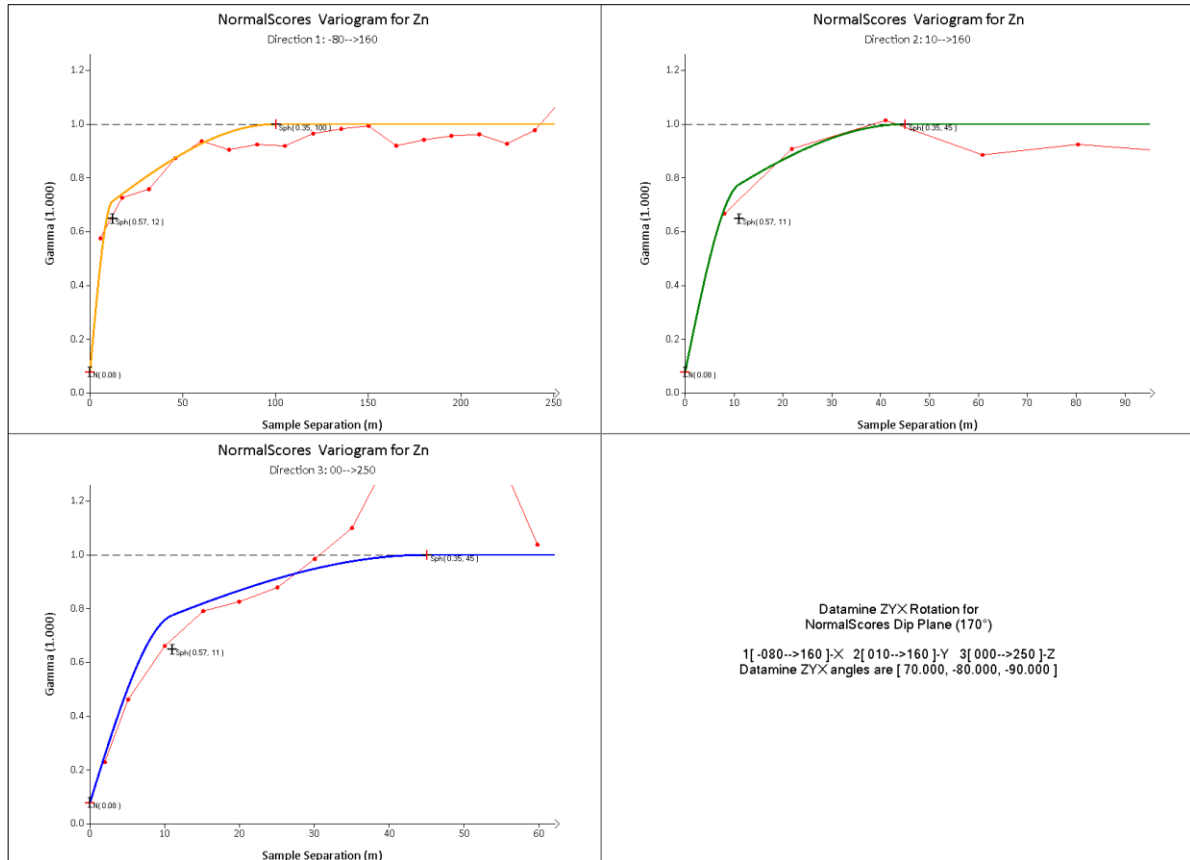 NormalScores Variogram for Zn
Direction 1: -80-->160
1.2
1.0
0.8
0.6
0.4
0.2
0.0
Gamma (1.000)
Sph( 0.35, 100 )
Sph( 0.57, 12 )
N( 0.08 )
0 50 100 150 200 250
Sample Separation (m)
NormalScores Variogram for Zn
Direction 2: 10-->160
1.2
1.0
0.8
0.6
0.4
0.2
0.0
Gamma (1.000)
Sph( 0.35, 45 )
Sph( 0.57, 11 )
N( 0.08 )
0 10 20 30 40 50 60 70 80 90
Sample Separation (m)
NormalScores Variogram for Zn
Direction 3: 00-->250
1.2
1.0
0.8
0.6
0.4
0.2
0.0
Gamma (1.000)
Sph( 0.35, 45 )
Sph( 0.57, 11 )
N( 0.08 )
0 10 20 30 40 50 60
Sample Separation (m)
Datamine ZYX Rotation for
NormalScores Dip Plane (170°)
1[ -080-->160 ]-X 2[ 010-->160 ]-Y 3[ 000-->250 ]-Z
Datamine ZYX angles are [ 70.000, -80.000, -90.000 ]